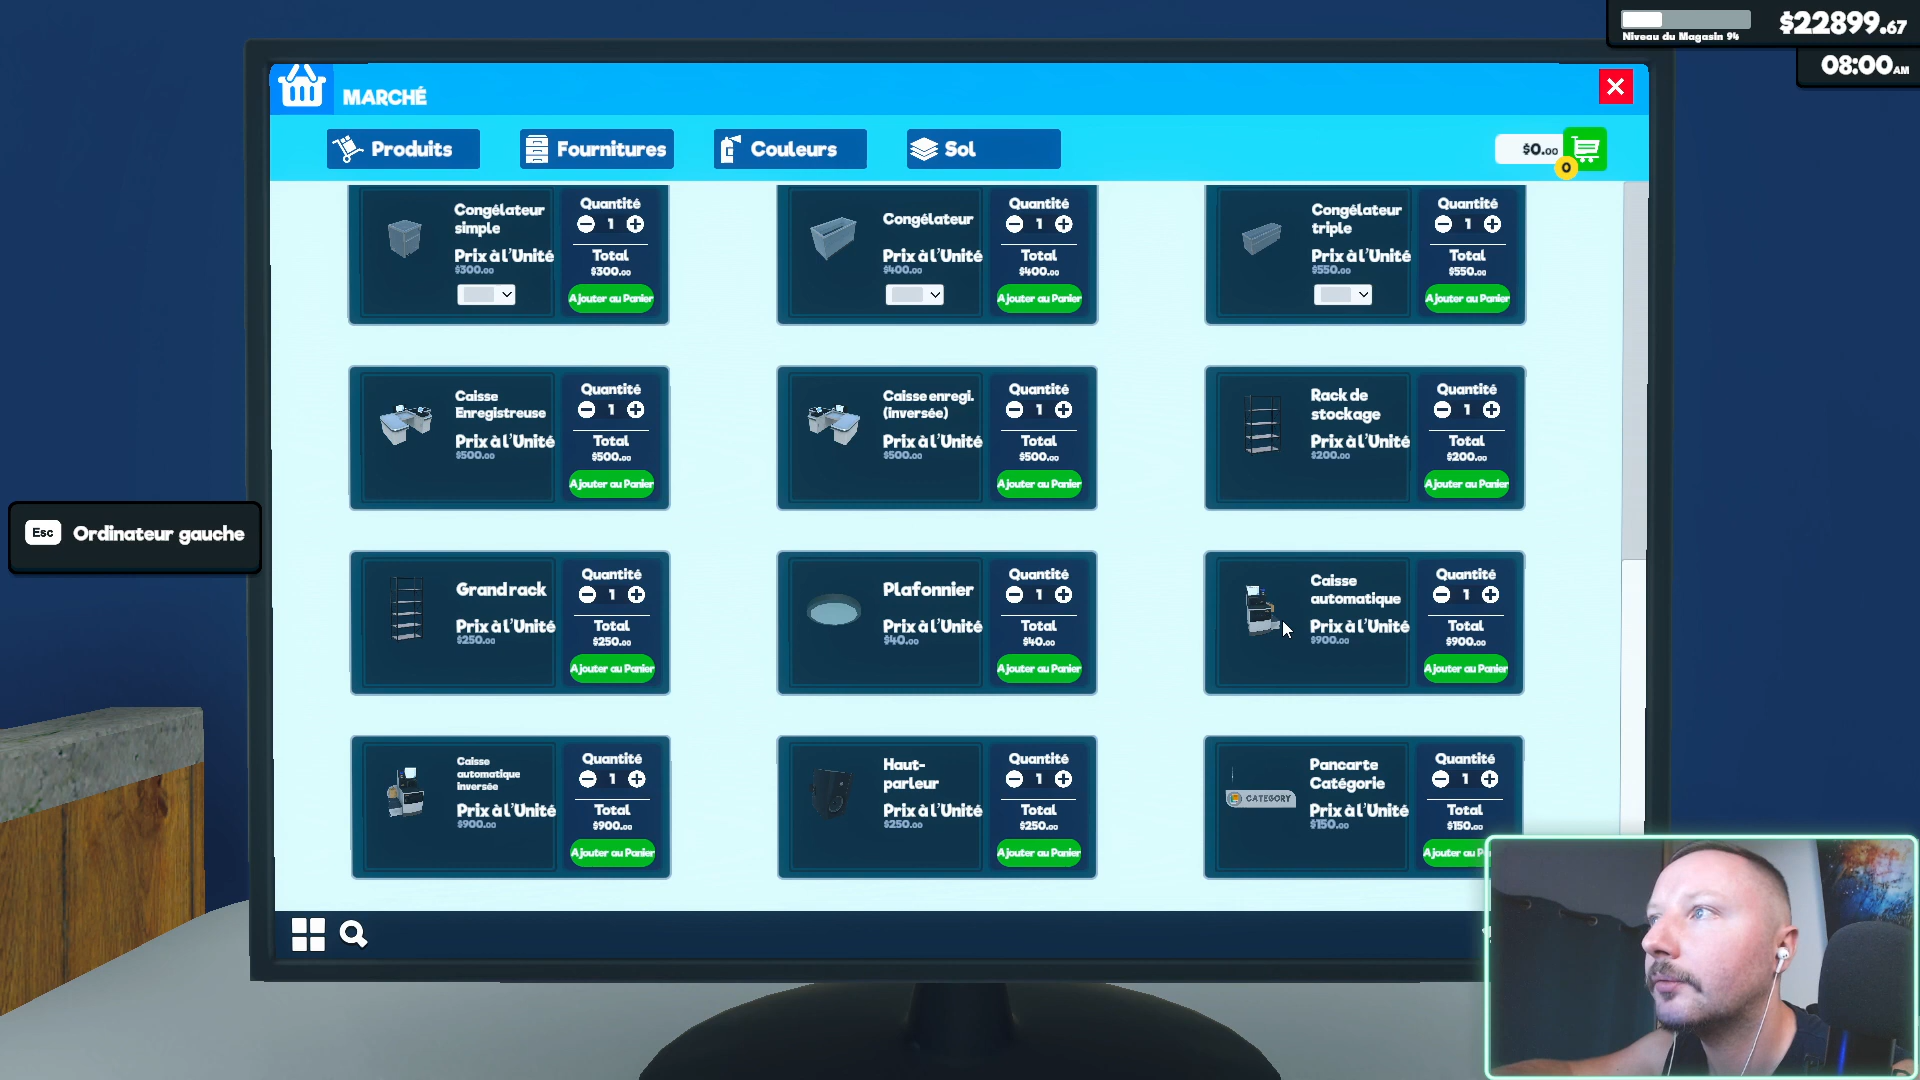 $22899.67
Niveau du Magasin 94
08:00AM
MARCHÉ
Produits
Fournitures
Couleurs
Sol
$0.00
0
Congélateur simple
Prix à l'Unité
$300.00
Quantité
1
Total
$300.00
Ajouter au Panier
Congélateur
Prix à l'Unité
$400.00
Quantité
1
Total
$400.00
Ajouter au Panier
Congélateur triple
Prix à l'Unité
$550.00
Quantité
1
Total
$550.00
Ajouter au Panier
Caisse Enregistreuse
Prix à l'Unité
$500.00
Quantité
1
Total
$500.00
Ajouter au Panier
Caisse enregi. (inversée)
Prix à l'Unité
$500.00
Quantité
1
Total
$500.00
Ajouter au Panier
Rack de stockage
Prix à l'Unité
$200.00
Quantité
1
Total
$200.00
Ajouter au Panier
Esc Ordinateur gauche
Grand rack
Prix à l'Unité
$250.00
Quantité
1
Total
$250.00
Ajouter au Panier
Plafonnier
Prix à l'Unité
$40.00
Quantité
1
Total
$40.00
Ajouter au Panier
Caisse automatique
Prix à l'Unité
$900.00
Quantité
1
Total
$900.00
Ajouter au Panier
Caisse automatique inversée
Prix à l'Unité
$900.00
Quantité
1
Total
$900.00
Ajouter au Panier
Haut-parleur
Prix à l'Unité
$250.00
Quantité
1
Total
$250.00
Ajouter au Panier
CATEGORY
Pancarte Catégorie
Prix à l'Unité
$150.00
Quantité
1
Total
$150.00
Ajouter au P